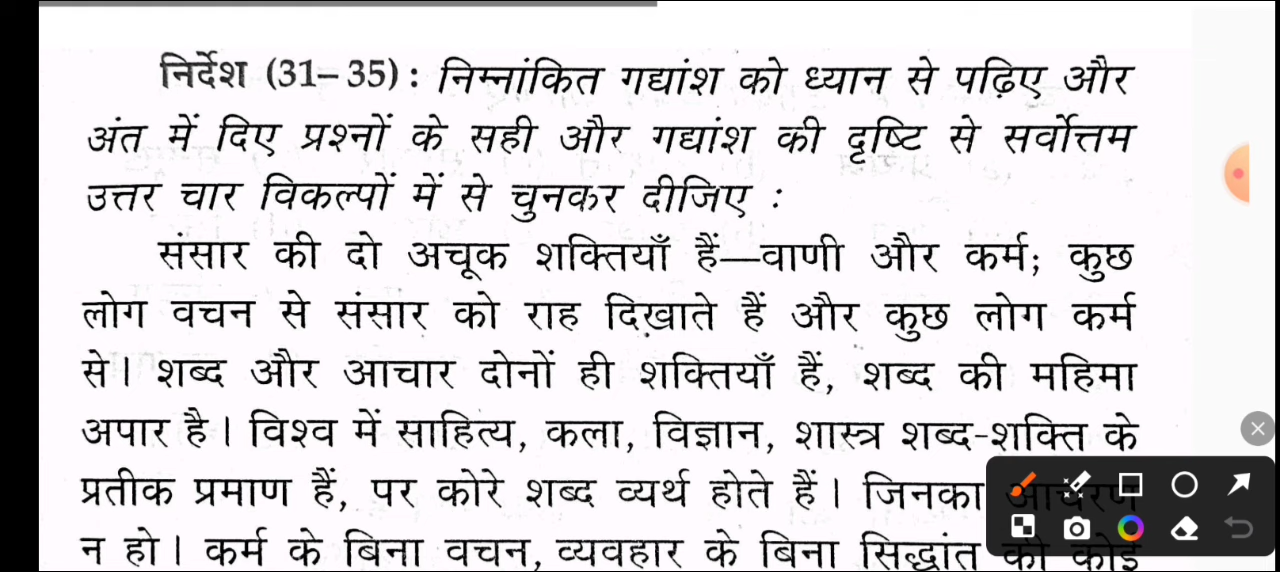 निर्देश (31–35) : निम्नांकित गद्यांश को ध्यान से पढ़िए और
अंत में दिए प्रश्नों के सही और गद्यांश की दृष्टि से सर्वोत्तम
उत्तर चार विकल्पों में से चुनकर दीजिए :
संसार की दो अचूक शक्तियाँ हैं—वाणी और कर्म; कुछ
लोग वचन से संसार को राह दिखाते हैं और कुछ लोग कर्म
से। शब्द और आचार दोनों ही शक्तियाँ हैं, शब्द की महिमा
अपार है। विश्व में साहित्य, कला, विज्ञान, शास्त्र शब्द-शक्ति के
प्रतीक प्रमाण हैं, पर कोरे शब्द व्यर्थ होते हैं। जिनका आचरण
न हो। कर्म के बिना वचन, व्यवहार के बिना सिद्धांत की कोई